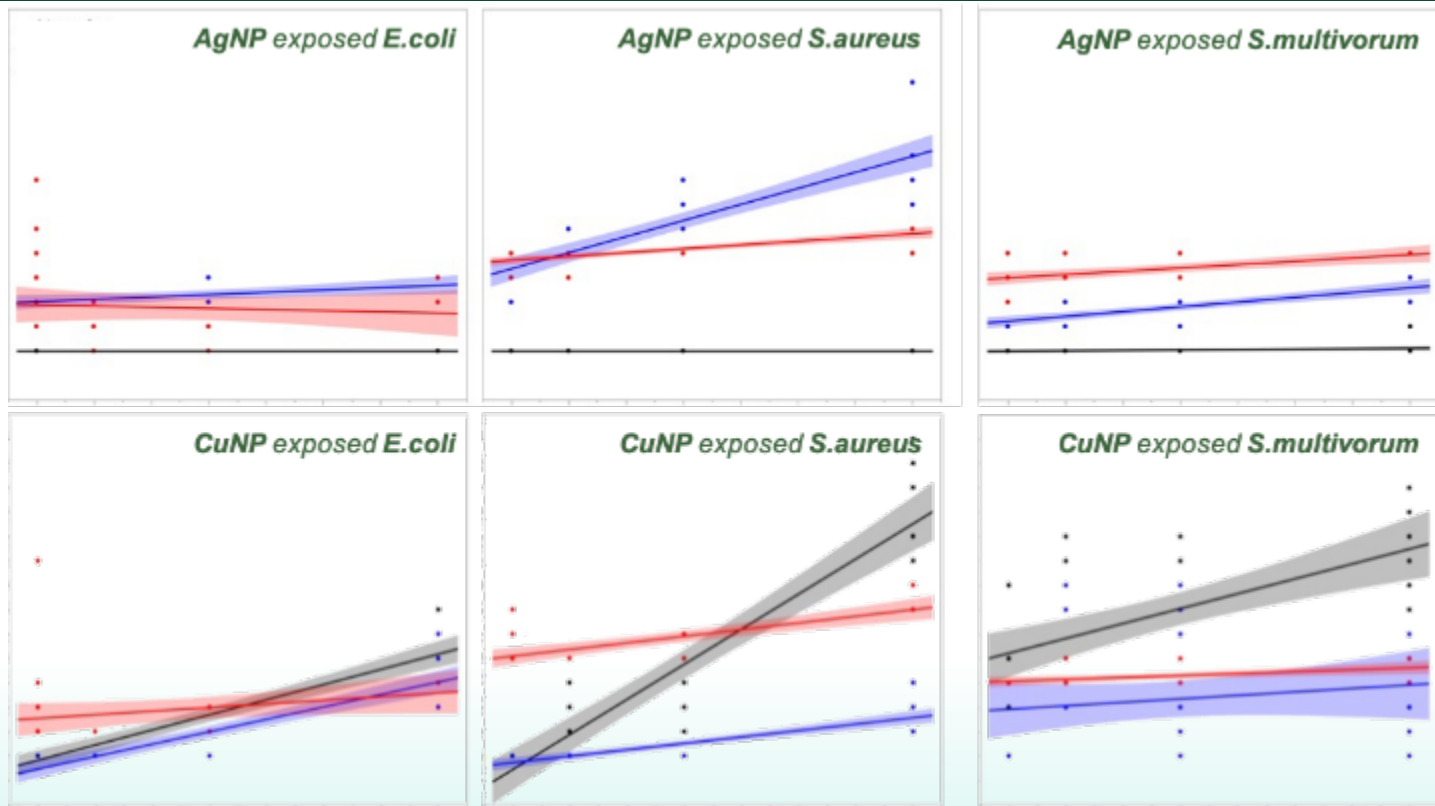 AgNP exposed E.coli
AgNP exposed S.aureus
AgNP exposed S.multivorum
CuNP exposed E.coli
CuNP exposed S.aureus
CuNP exposed S.multivorum